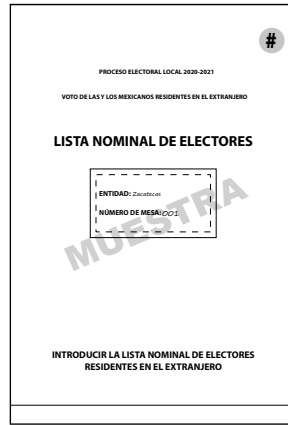 #
PROCESO ELECTORAL LOCAL 2020-2021
VOTO DE LAS Y LOS MEXICANOS RESIDENTES EN EL EXTRANJERO
LISTA NOMINAL DE ELECTORES
ENTIDAD: Zacatecas
NÚMERO DE MESA: 001
MUESTRA
INTRODUCIR LA LISTA NOMINAL DE ELECTORES
RESIDENTES EN EL EXTRANJERO